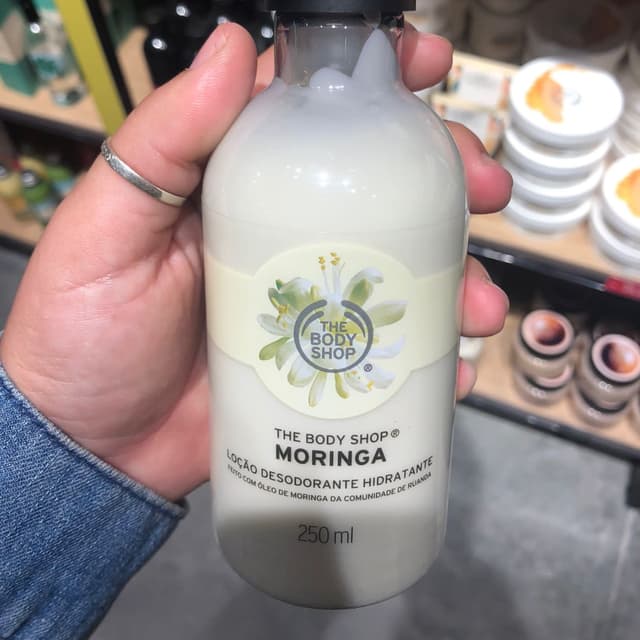 THE
BODY
SHOP
®
THE BODY SHOP®
MORINGA
LOÇÃO DESODORANTE HIDRATANTE
FEITO COM ÓLEO DE MORINGA DA COMUNIDADE DE RUANDA
250 ml